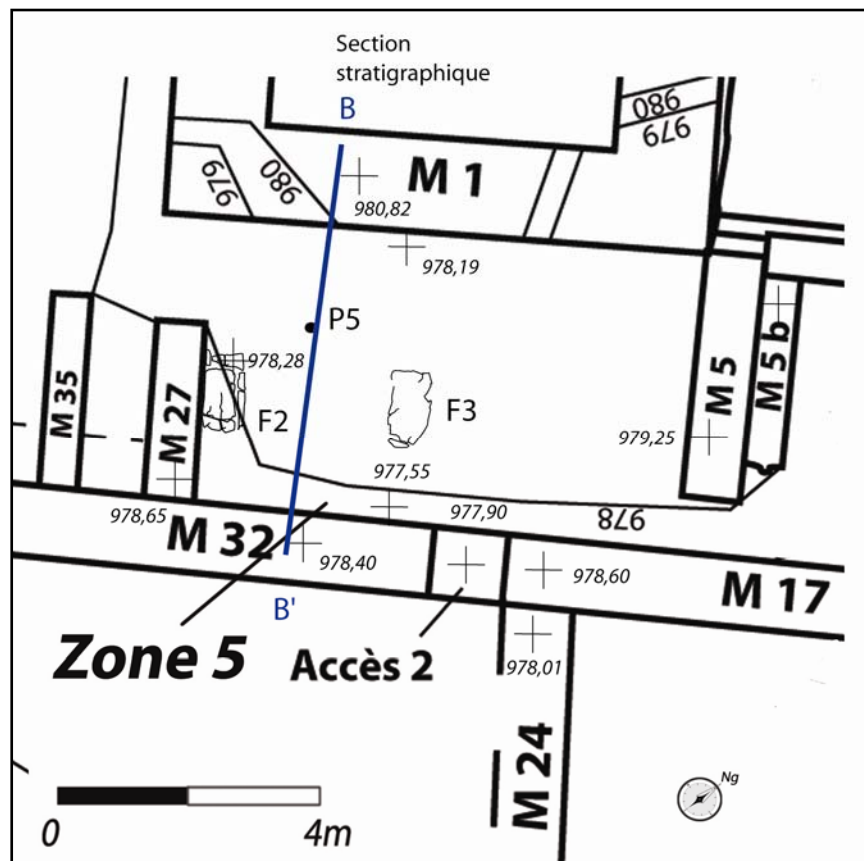 Section
stratigraphique
B
980
979
M 1
979
980
980,82
978,19
P5
978,28
M 35
M 27
F2
F3
M 5
M 5 b
979,25
977,55
978,65
977,90
978
M 32
978,40
978,60
M 17
B'
Zone 5
Accès 2
978,01
M 24
Ng
0
4m